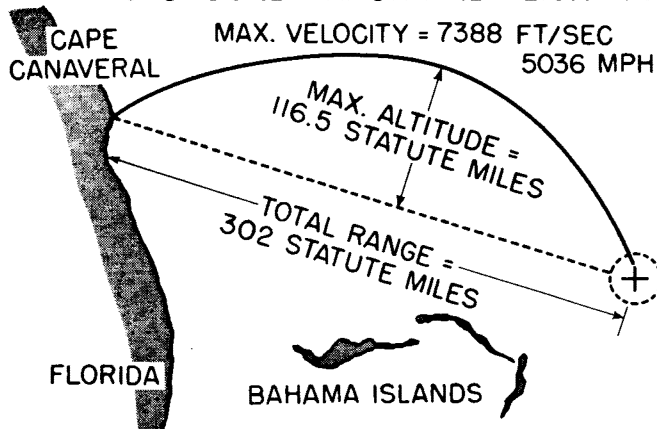 MAX. VELOCITY = 7388 FT/SEC
5036 MPH
CAPE
CANAVERAL
MAX. ALTITUDE =
116.5 STATUTE MILES
TOTAL RANGE =
302 STATUTE MILES
FLORIDA
BAHAMA ISLANDS